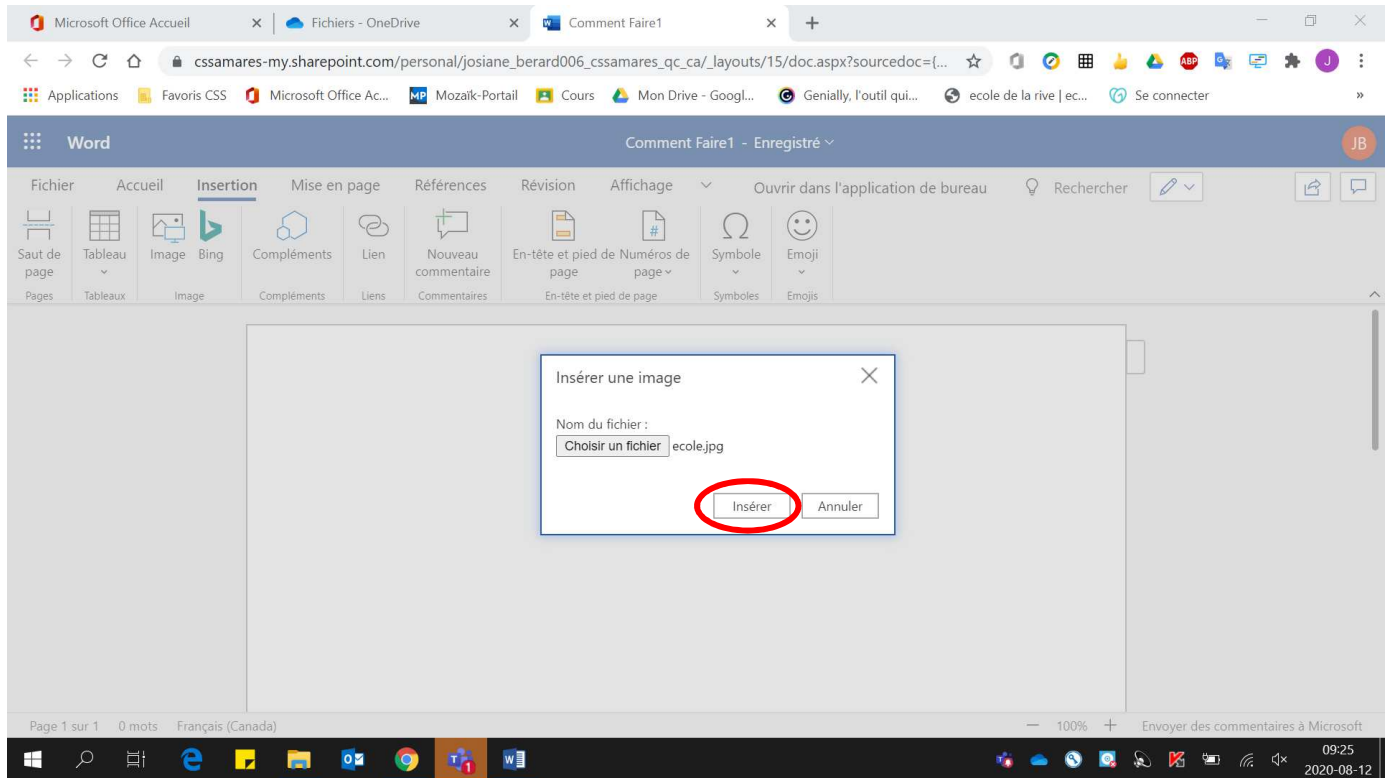 Microsoft Office Accueil
Fichiers - OneDrive
Comment Faire1
cssamares-my.sharepoint.com/personal/josiane_berard006_cssamares_qc_ca/_layouts/15/doc.aspx?sourcedoc={...
ABP
J
Applications
Favoris CSS
Microsoft Office Ac...
MP Mozaïk-Portail
Cours
Mon Drive - Googl...
Genially, l'outil qui...
ecole de la rive | ec...
Se connecter
»
Word
Comment Faire1 - Enregistré
JB
Fichier Accueil Insertion Mise en page Références Révision Affichage Ouvrir dans l'application de bureau Rechercher
Saut de page
Tableau
Image
Bing
Compléments
Lien
Nouveau commentaire
En-tête et pied de page
Numéros de page
Symbole
Emoji
Pages Tableaux Image Compléments Liens Commentaires En-tête et pied de page Symboles Emojis
Insérer une image
Nom du fichier :
Choisir un fichier ecole.jpg
Insérer Annuler
Page 1 sur 1 0 mots Français (Canada) 100% Envoyer des commentaires à Microsoft
09:25
2020-08-12